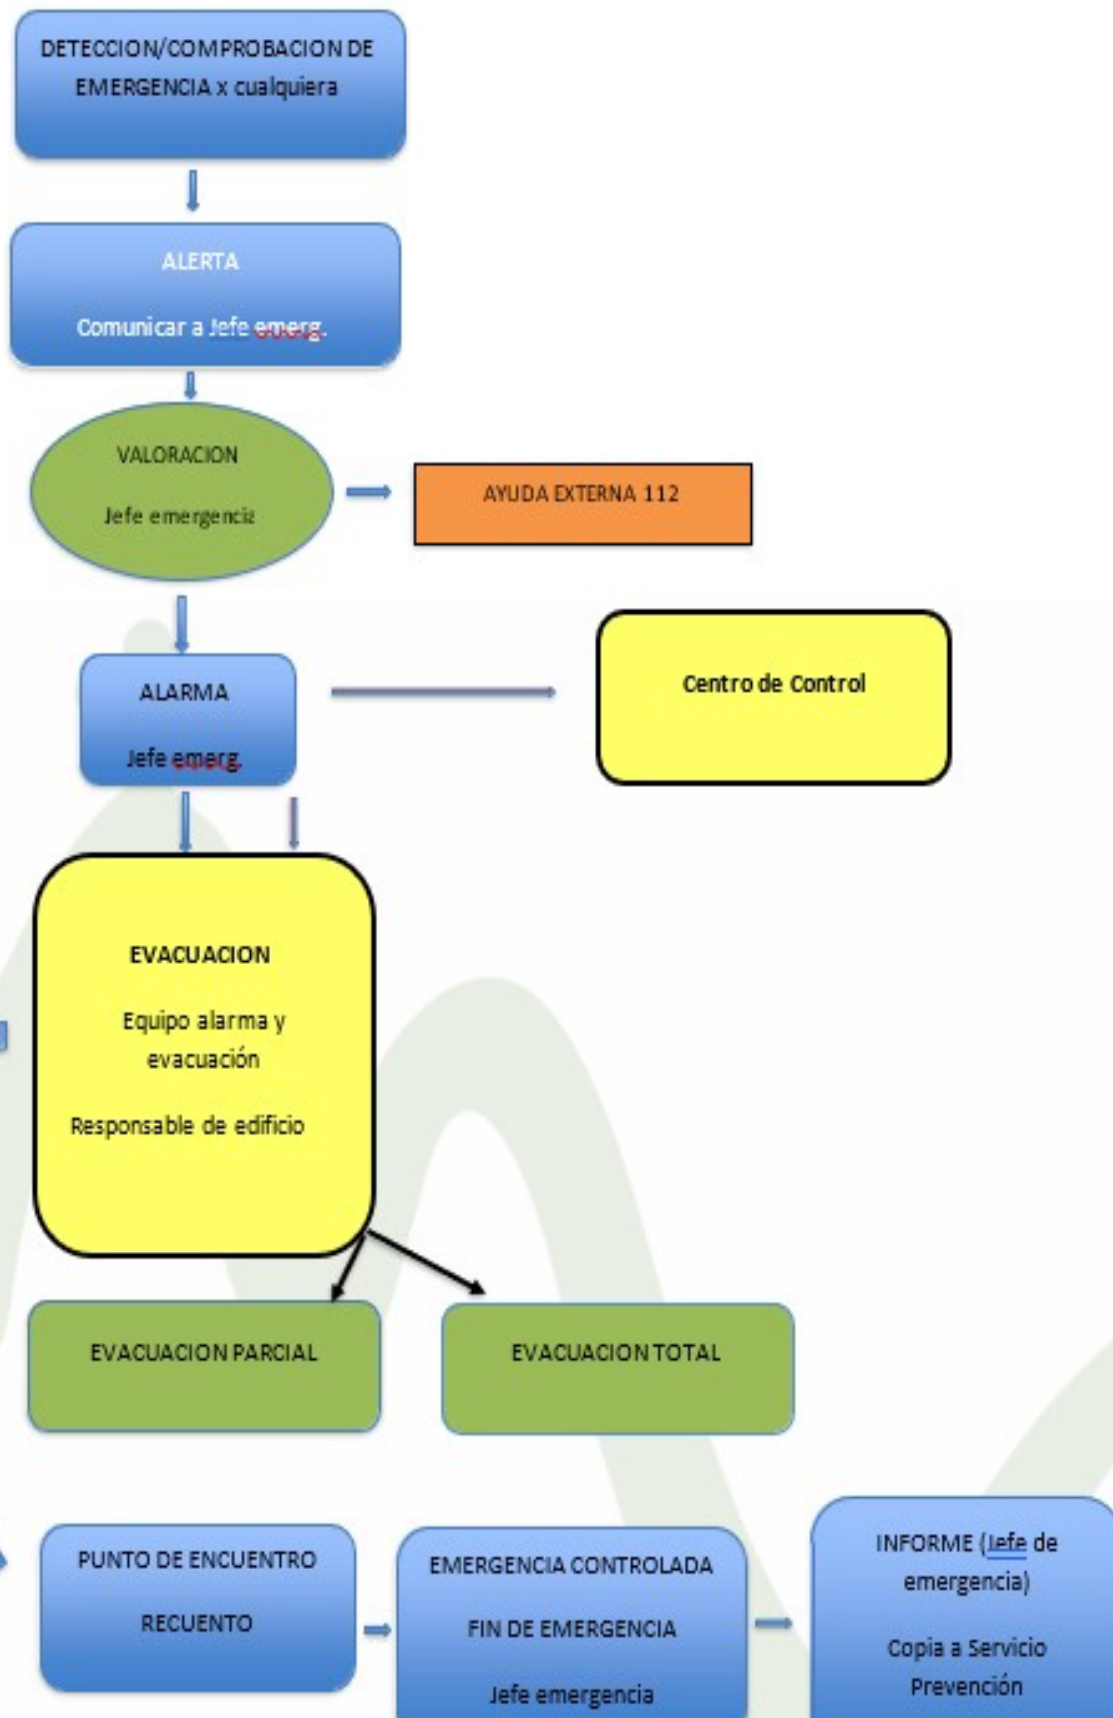 DETECCION/COMPROBACION DE
EMERGENCIA x cualquiera
ALERTA
Comunicar a Jefe emerg.
VALORACION
Jefe emergencia
AYUDA EXTERNA 112
ALARMA
Jefe emerg.
Centro de Control
EVACUACION
Equipo alarma y
evacuación
Responsable de edificio
EVACUACION PARCIAL
EVACUACION TOTAL
PUNTO DE ENCUENTRO
RECUENTO
EMERGENCIA CONTROLADA
FIN DE EMERGENCIA
Jefe emergencia
INFORME (Jefe de
emergencia)
Copia a Servicio
Prevención